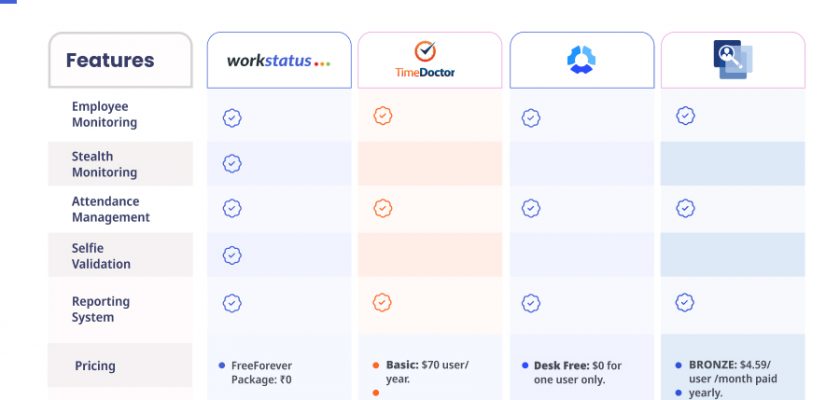 Features
workstatus...
TimeDoctor
Employee
Monitoring
Stealth
Monitoring
Attendance
Management
Selfie
Validation
Reporting
System
Pricing
FreeForever
Package: ₹0
Basic: $70 user/
year.
Desk Free: $0 for
one user only.
BRONZE: $4.59/
user /month paid
yearly.